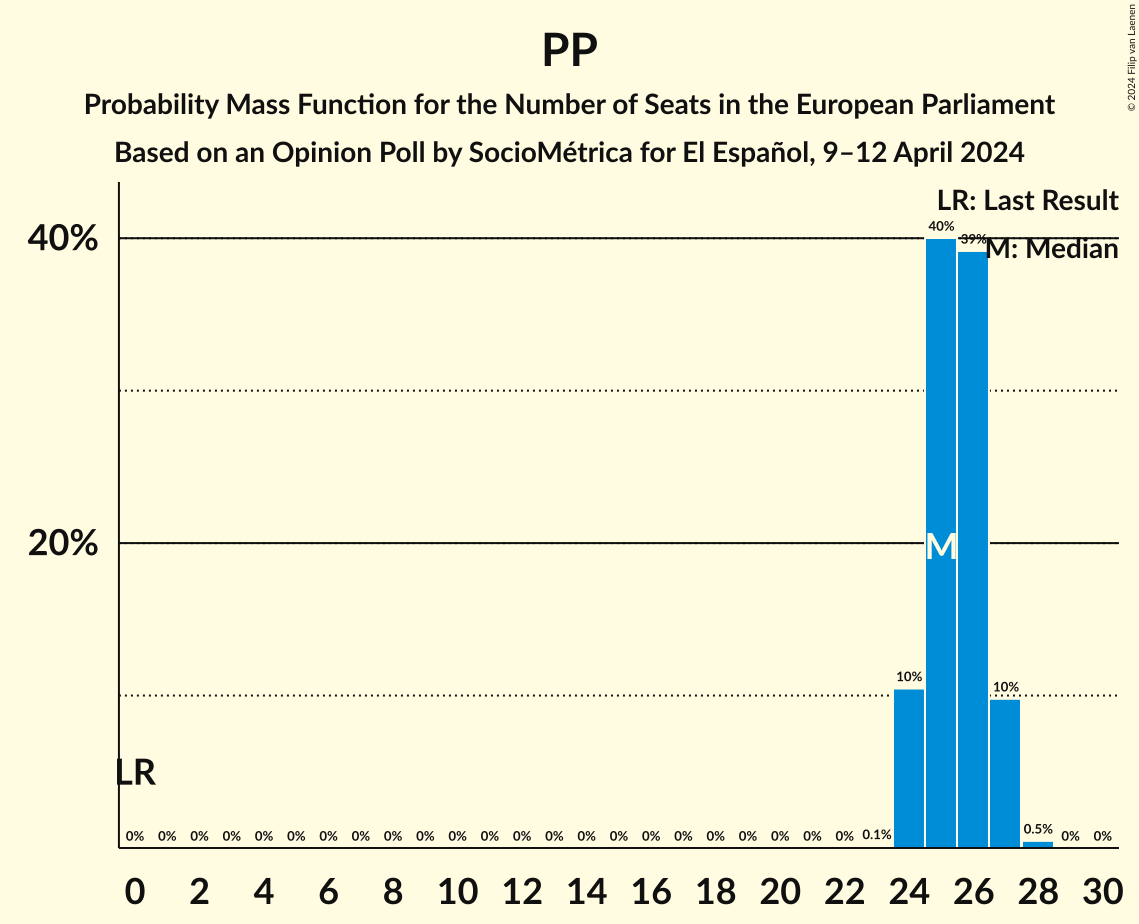 PP
Probability Mass Function for the Number of Seats in the European Parliament
Based on an Opinion Poll by SocioMétrica for El Español, 9–12 April 2024
© 2024 Filip van Laenen
LR: Last Result
M: Median
40%
20%
40%
39%
M
10%
10%
LR
0% 0% 0% 0% 0% 0% 0% 0% 0% 0% 0% 0% 0% 0% 0% 0% 0% 0% 0% 0% 0% 0% 0% 0.1% 0.5% 0% 0%
0 2 4 6 8 10 12 14 16 18 20 22 24 26 28 30